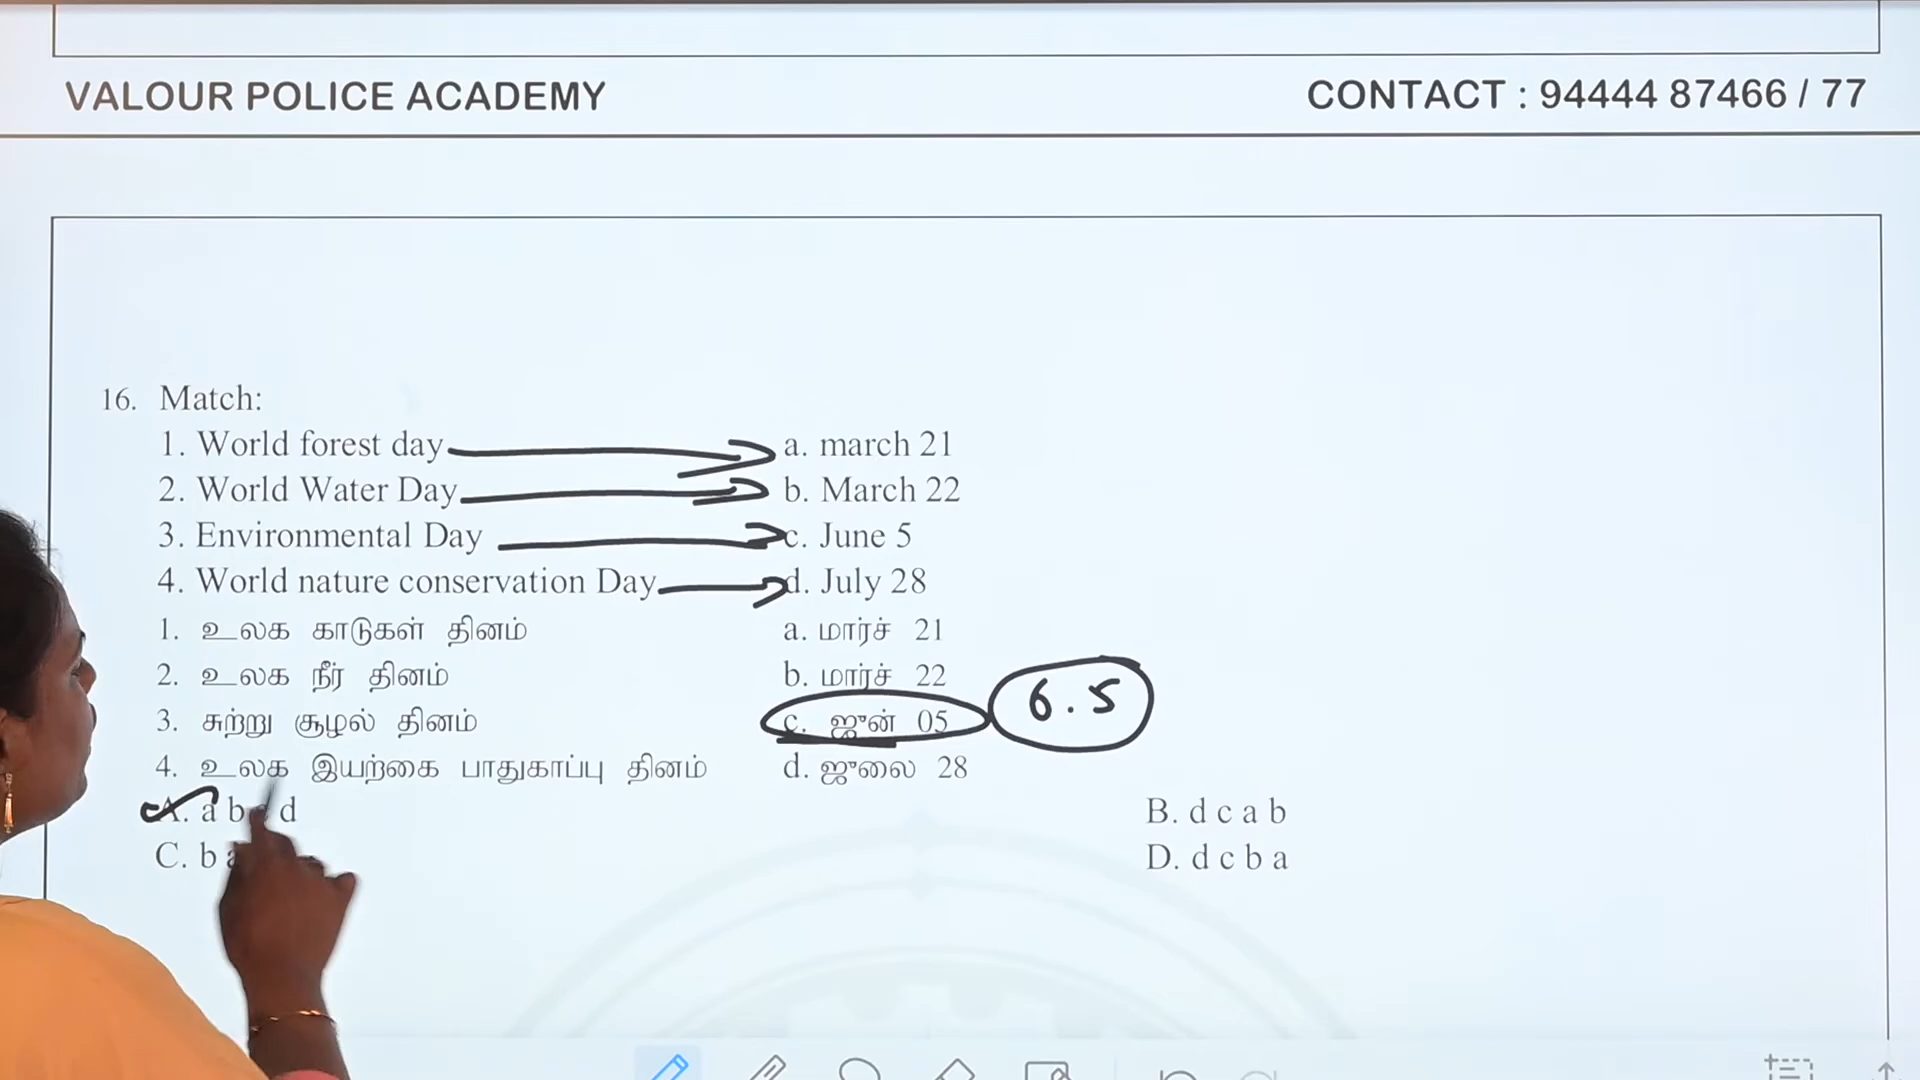 VALOUR POLICE ACADEMY
CONTACT : 94444 87466 / 77
16. Match:
1. World forest day
a. march 21
2. World Water Day
b. March 22
3. Environmental Day
c. June 5
4. World nature conservation Day
d. July 28
1. உலக காடுகள் தினம்
a. மார்ச் 21
2. உலக நீர் தினம்
b. மார்ச் 22
3. சுற்று சூழல் தினம்
c. ஜுன் 05
6.5
4. உலக இயற்கை பாதுகாப்பு தினம்
d. ஜுலை 28
A. a b c d
B. d c a b
C. b a
D. d c b a